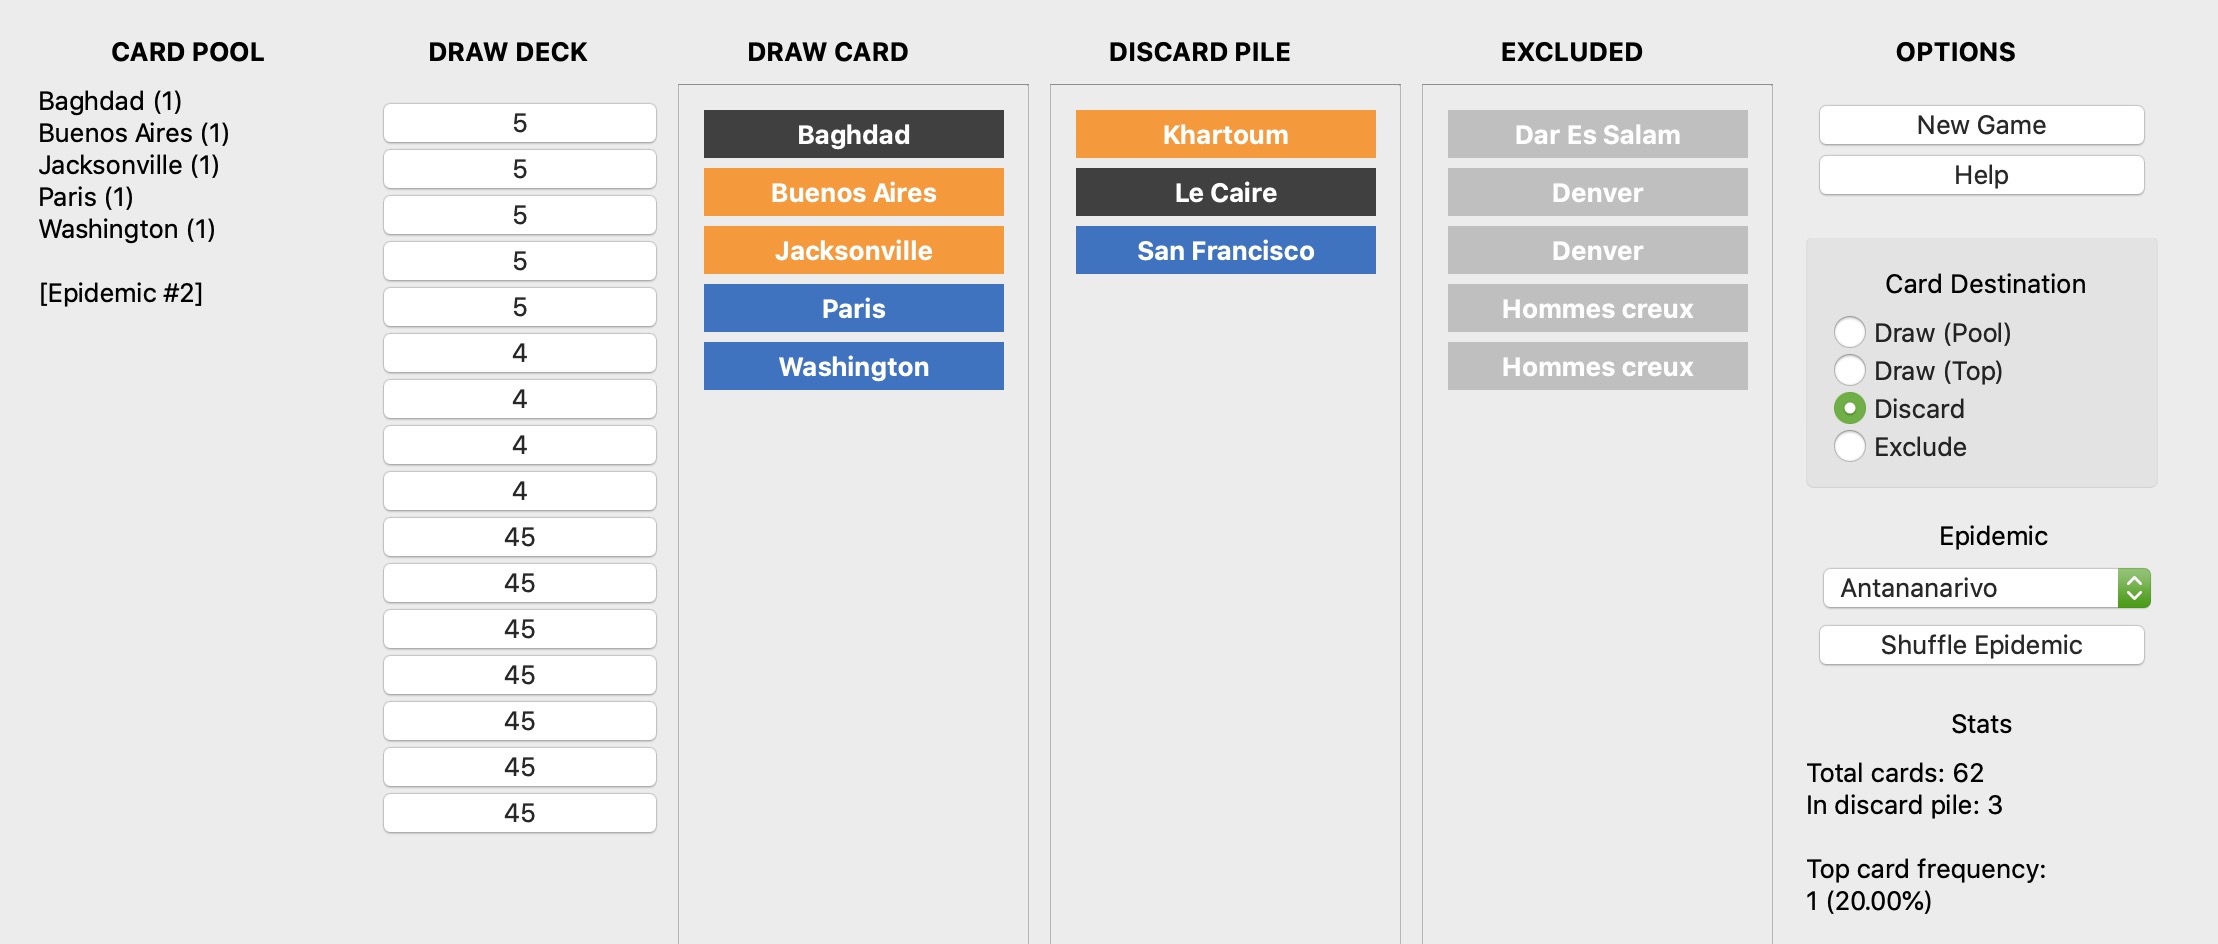 CARD POOL
Baghdad (1)
Buenos Aires (1)
Jacksonville (1)
Paris (1)
Washington (1)
[Epidemic #2]
DRAW DECK
5
5
5
5
5
4
4
4
4
45
45
45
45
45
45
45
DRAW CARD
Baghdad
Buenos Aires
Jacksonville
Paris
Washington
DISCARD PILE
Khartoum
Le Caire
San Francisco
EXCLUDED
Dar Es Salam
Denver
Denver
Hommes creux
Hommes creux
OPTIONS
New Game
Help
Card Destination
Draw (Pool)
Draw (Top)
Discard
Exclude
Epidemic
Antananarivo
Shuffle Epidemic
Stats
Total cards: 62
In discard pile: 3
Top card frequency:
1 (20.00%)